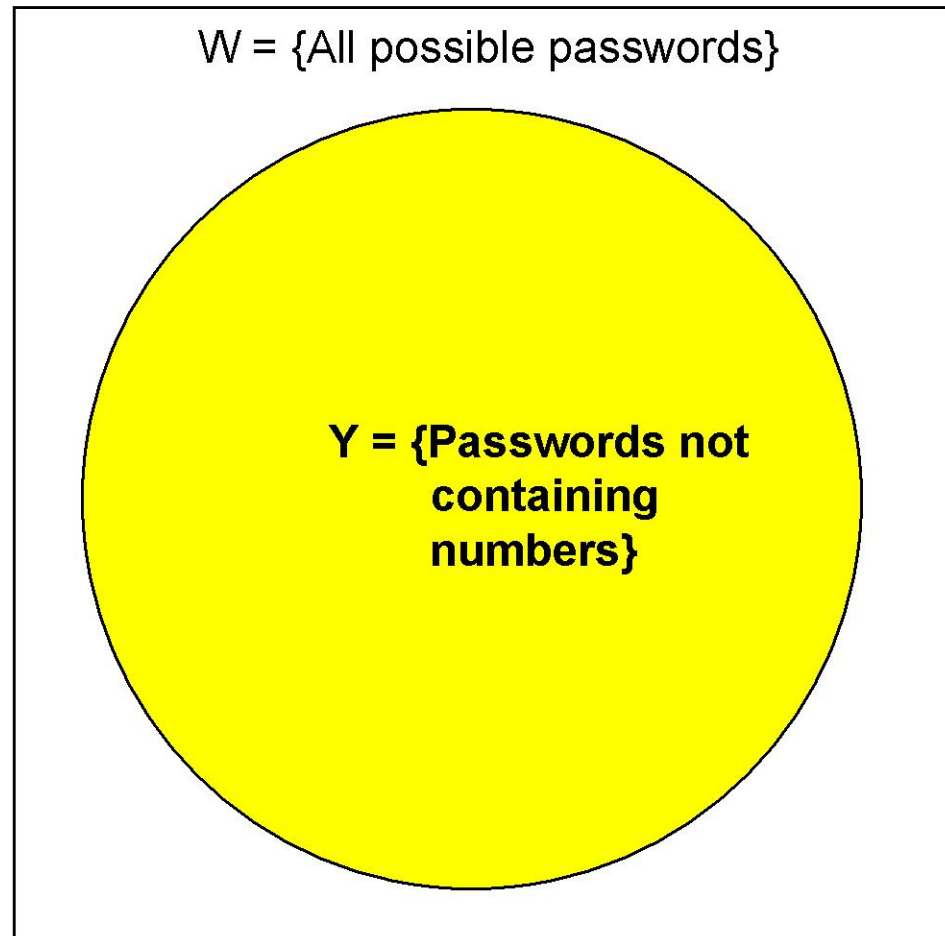 W = {All possible passwords}
Y = {Passwords not
containing
numbers}